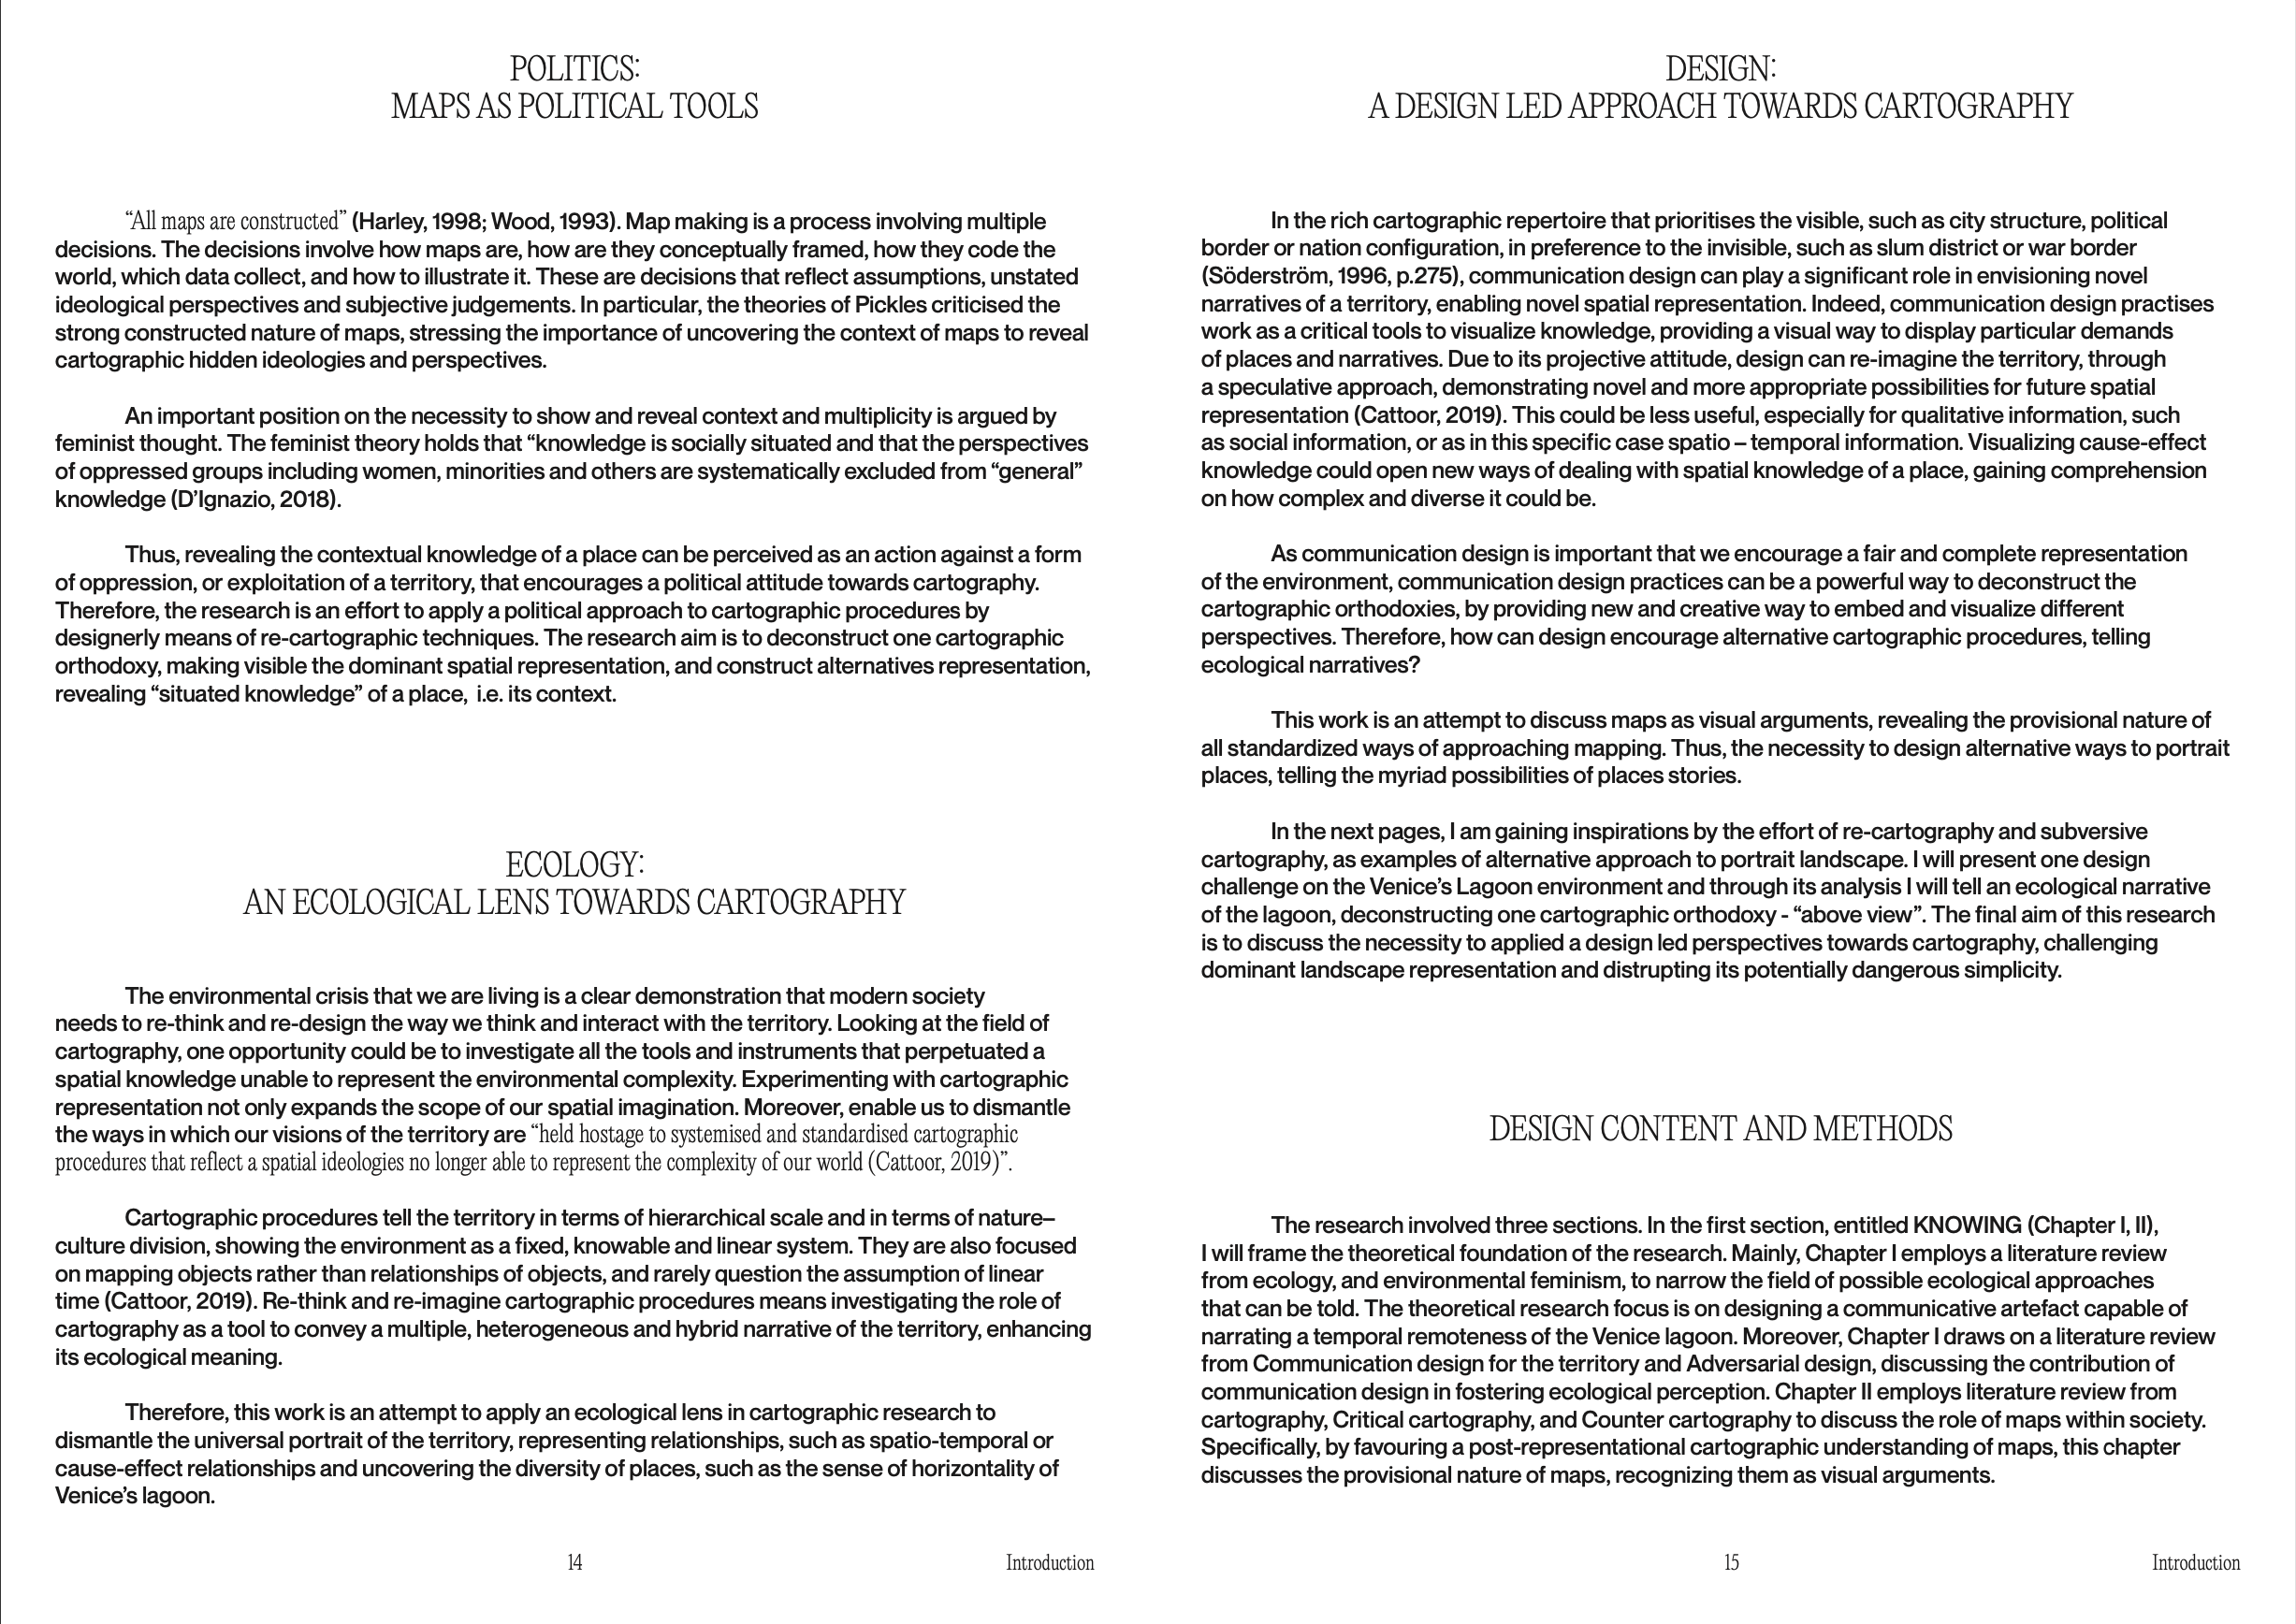 POLITICS:
MAPS AS POLITICAL TOOLS
“All maps are constructed” (Harley, 1998; Wood, 1993). Map making is a process involving multiple
decisions. The decisions involve how maps are, how are they conceptually framed, how they code the
world, which data collect, and how to illustrate it. These are decisions that reflect assumptions, unstated
ideological perspectives and subjective judgements. In particular, the theories of Pickles criticised the
strong constructed nature of maps, stressing the importance of uncovering the context of maps to reveal
cartographic hidden ideologies and perspectives.
An important position on the necessity to show and reveal context and multiplicity is argued by
feminist thought. The feminist theory holds that “knowledge is socially situated and that the perspectives
of oppressed groups including women, minorities and others are systematically excluded from “general”
knowledge (D’Ignazio, 2018).
Thus, revealing the contextual knowledge of a place can be perceived as an action against a form
of oppression, or exploitation of a territory, that encourages a political attitude towards cartography.
Therefore, the research is an effort to apply a political approach to cartographic procedures by
designerly means of re-cartographic techniques. The research aim is to deconstruct one cartographic
orthodoxy, making visible the dominant spatial representation, and construct alternatives representation,
revealing “situated knowledge” of a place, i.e. its context.
ECOLOGY:
AN ECOLOGICAL LENS TOWARDS CARTOGRAPHY
The environmental crisis that we are living is a clear demonstration that modern society
needs to re-think and re-design the way we think and interact with the territory. Looking at the field of
cartography, one opportunity could be to investigate all the tools and instruments that perpetuated a
spatial knowledge unable to represent the environmental complexity. Experimenting with cartographic
representation not only expands the scope of our spatial imagination. Moreover, enable us to dismantle
the ways in which our visions of the territory are “held hostage to systemised and standardised cartographic
procedures that reflect a spatial ideologies no longer able to represent the complexity of our world (Cattoor, 2019)”.
Cartographic procedures tell the territory in terms of hierarchical scale and in terms of nature–
culture division, showing the environment as a fixed, knowable and linear system. They are also focused
on mapping objects rather than relationships of objects, and rarely question the assumption of linear
time (Cattoor, 2019). Re-think and re-imagine cartographic procedures means investigating the role of
cartography as a tool to convey a multiple, heterogeneous and hybrid narrative of the territory, enhancing
its ecological meaning.
Therefore, this work is an attempt to apply an ecological lens in cartographic research to
dismantle the universal portrait of the territory, representing relationships, such as spatio-temporal or
cause-effect relationships and uncovering the diversity of places, such as the sense of horizontality of
Venice’s lagoon.
14
Introduction
DESIGN:
A DESIGN LED APPROACH TOWARDS CARTOGRAPHY
In the rich cartographic repertoire that prioritises the visible, such as city structure, political
border or nation configuration, in preference to the invisible, such as slum district or war border
(Söderström, 1996, p.275), communication design can play a significant role in envisioning novel
narratives of a territory, enabling novel spatial representation. Indeed, communication design practises
work as a critical tools to visualize knowledge, providing a visual way to display particular demands
of places and narratives. Due to its projective attitude, design can re-imagine the territory, through
a speculative approach, demonstrating novel and more appropriate possibilities for future spatial
representation (Cattoor, 2019). This could be less useful, especially for qualitative information, such
as social information, or as in this specific case spatio – temporal information. Visualizing cause-effect
knowledge could open new ways of dealing with spatial knowledge of a place, gaining comprehension
on how complex and diverse it could be.
As communication design is important that we encourage a fair and complete representation
of the environment, communication design practices can be a powerful way to deconstruct the
cartographic orthodoxies, by providing new and creative way to embed and visualize different
perspectives. Therefore, how can design encourage alternative cartographic procedures, telling
ecological narratives?
This work is an attempt to discuss maps as visual arguments, revealing the provisional nature of
all standardized ways of approaching mapping. Thus, the necessity to design alternative ways to portrait
places, telling the myriad possibilities of places stories.
In the next pages, I am gaining inspirations by the effort of re-cartography and subversive
cartography, as examples of alternative approach to portrait landscape. I will present one design
challenge on the Venice’s Lagoon environment and through its analysis I will tell an ecological narrative
of the lagoon, deconstructing one cartographic orthodoxy - “above view”. The final aim of this research
is to discuss the necessity to applied a design led perspectives towards cartography, challenging
dominant landscape representation and distrupting its potentially dangerous simplicity.
DESIGN CONTENT AND METHODS
The research involved three sections. In the first section, entitled KNOWING (Chapter I, II),
I will frame the theoretical foundation of the research. Mainly, Chapter I employs a literature review
from ecology, and environmental feminism, to narrow the field of possible ecological approaches
that can be told. The theoretical research focus is on designing a communicative artefact capable of
narrating a temporal remoteness of the Venice lagoon. Moreover, Chapter I draws on a literature review
from Communication design for the territory and Adversarial design, discussing the contribution of
communication design in fostering ecological perception. Chapter II employs literature review from
cartography, Critical cartography, and Counter cartography to discuss the role of maps within society.
Specifically, by favouring a post-representational cartographic understanding of maps, this chapter
discusses the provisional nature of maps, recognizing them as visual arguments.
15
Introduction